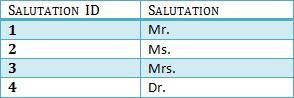 Salutation ID Salutation
1 Mr.
2 Ms.
3 Mrs.
4 Dr.